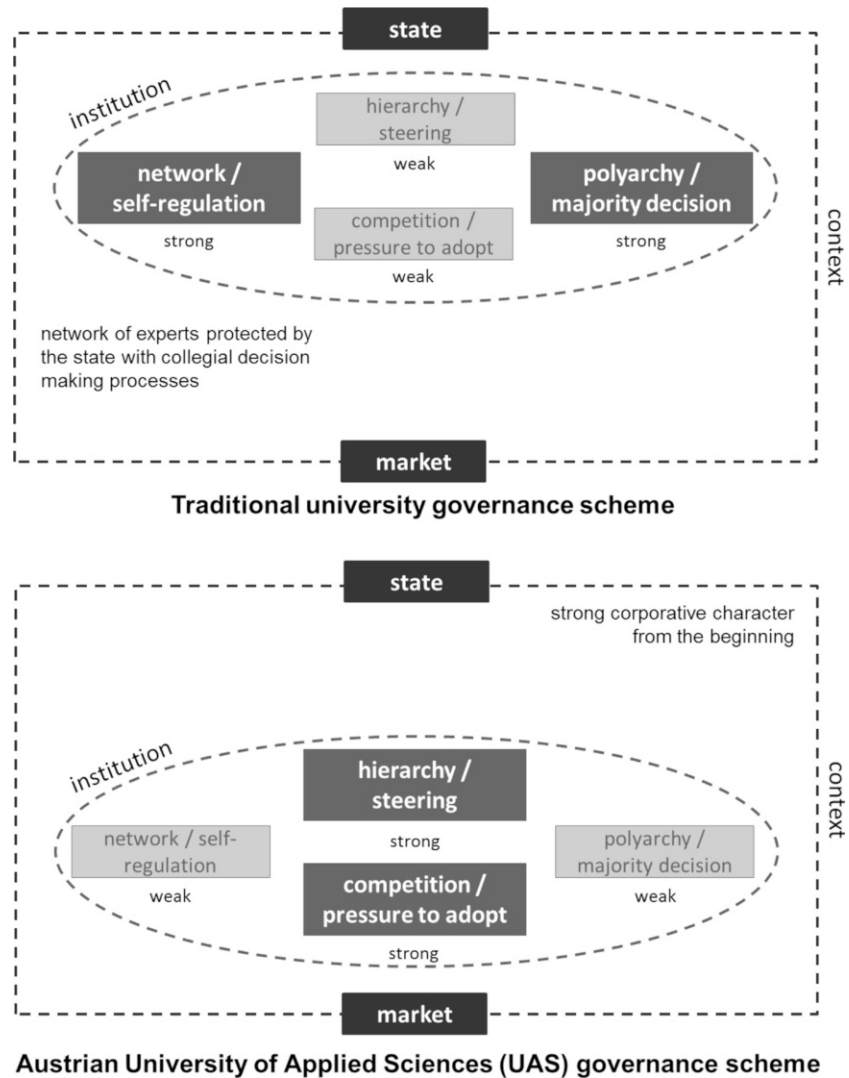 state
institution
hierarchy /
steering
weak
network /
self-regulation
strong
polyarchy /
majority decision
strong
competition /
pressure to adopt
weak
context
network of experts protected by
the state with collegial decision
making processes
market
Traditional university governance scheme
state
strong corporative character
from the beginning
institution
hierarchy /
steering
strong
network / self-
regulation
weak
polyarchy /
majority decision
weak
competition /
pressure to adopt
strong
context
market
Austrian University of Applied Sciences (UAS) governance scheme